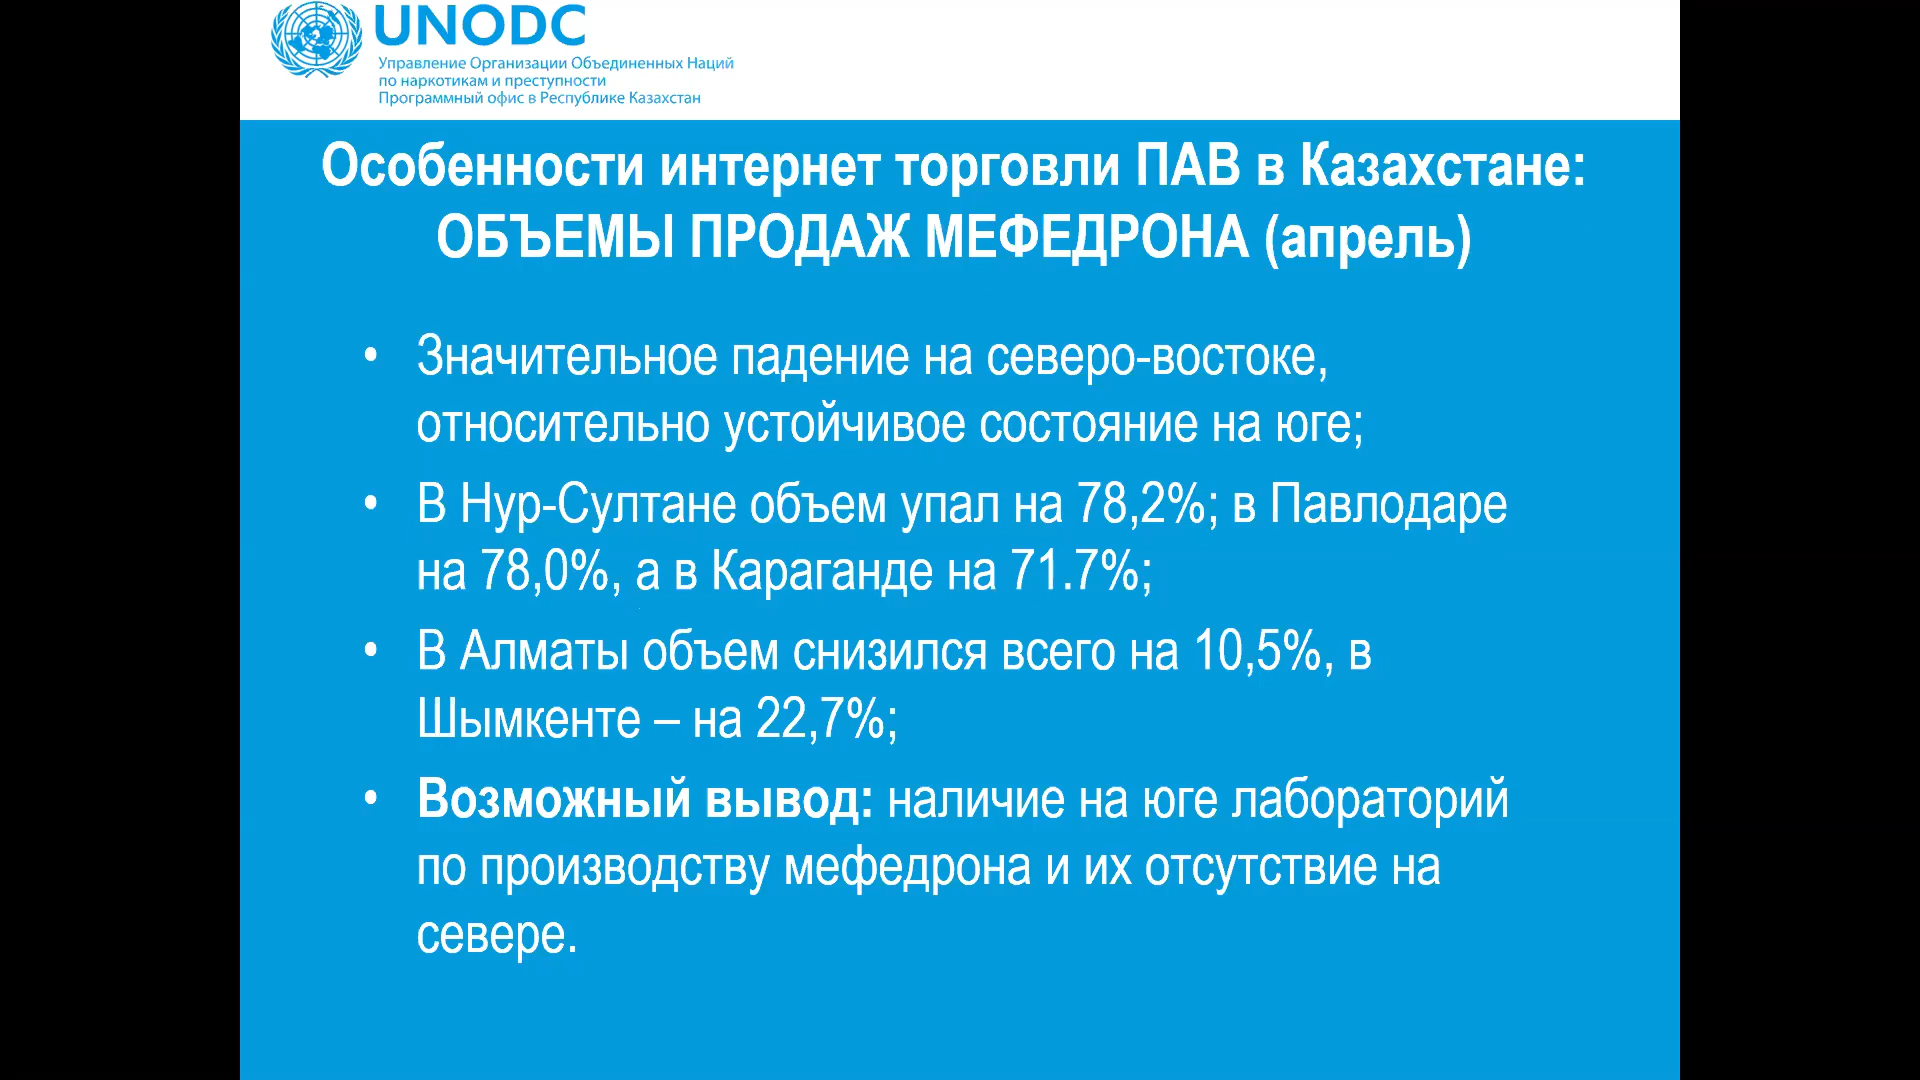 UNODC
Управление Организации Объединенных Наций
по наркотикам и преступности
Программный офис в Республике Казахстан
Особенности интернет торговли ПАВ в Казахстане:
ОБЪЕМЫ ПРОДАЖ МЕФЕДРОНА (апрель)
• Значительное падение на северо-востоке,
относительно устойчивое состояние на юге;
• В Нур-Султане объем упал на 78,2%; в Павлодаре
на 78,0%, а в Караганде на 71.7%;
• В Алматы объем снизился всего на 10,5%, в
Шымкенте – на 22,7%;
• Возможный вывод: наличие на юге лабораторий
по производству мефедрона и их отсутствие на
севере.